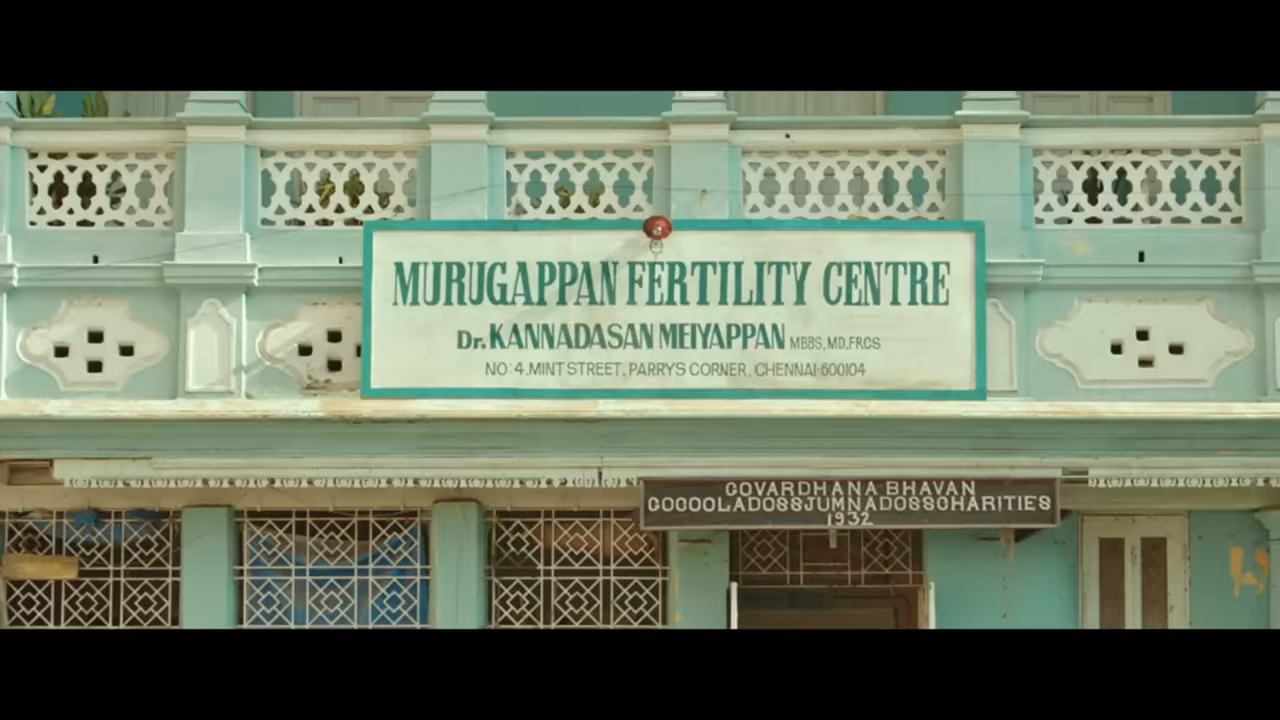 MURUGAPPAN FERTILITY CENTRE
Dr. KANNADASAN MEIYAPPAN MBBS, MD, FRCS
NO: 4, MINT STREET, PARRYS CORNER, CHENNAI-600104
GOVARDHANA BHAVAN
GOCOOLADOSSJUMNADOSSCHARITIES
1932